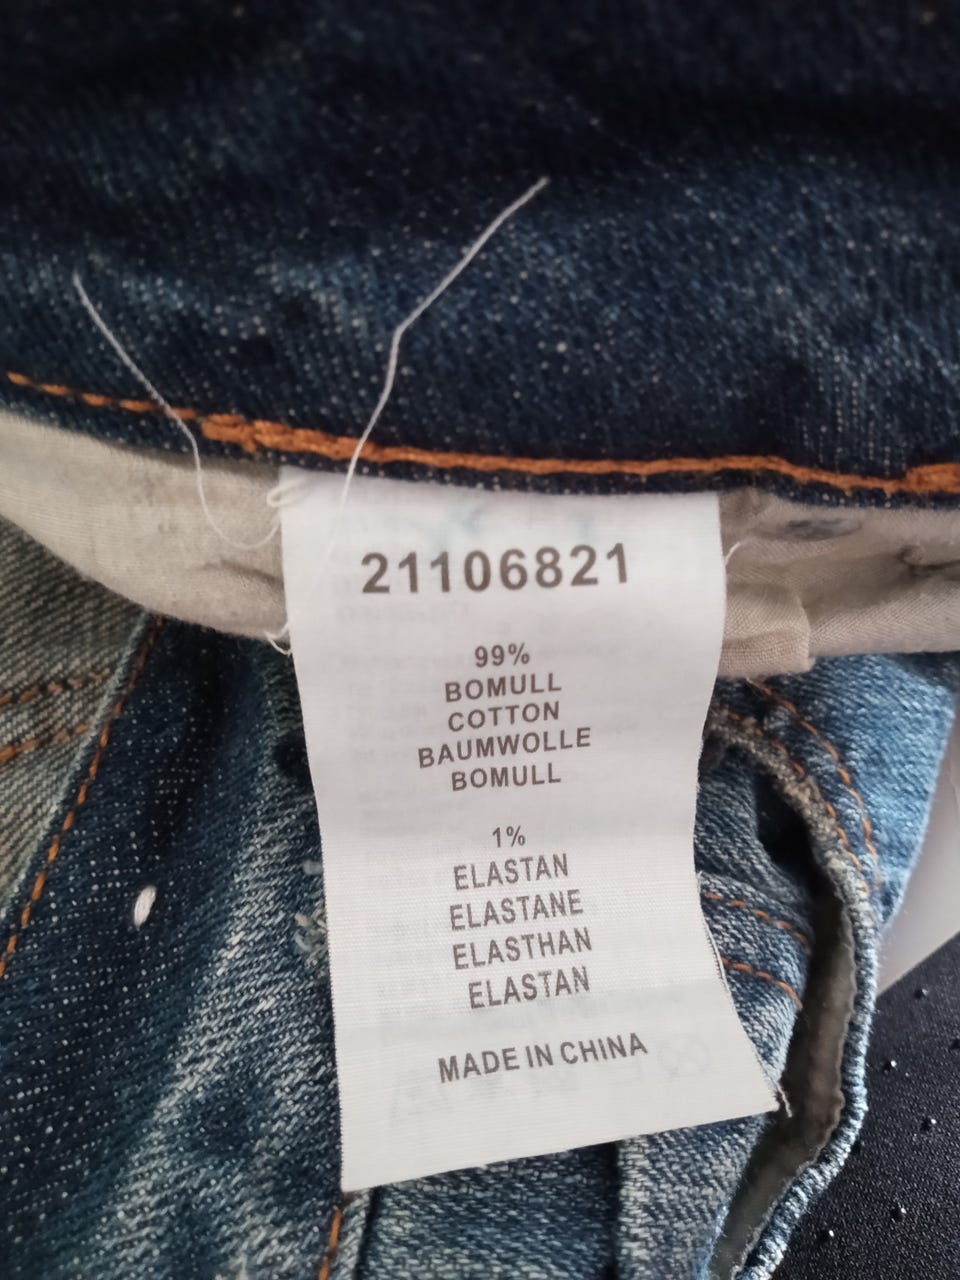 21106821
99%
BOMULL
COTTON
BAUMWOLLE
BOMULL
1%
ELASTAN
ELASTANE
ELASTHAN
ELASTAN
MADE IN CHINA